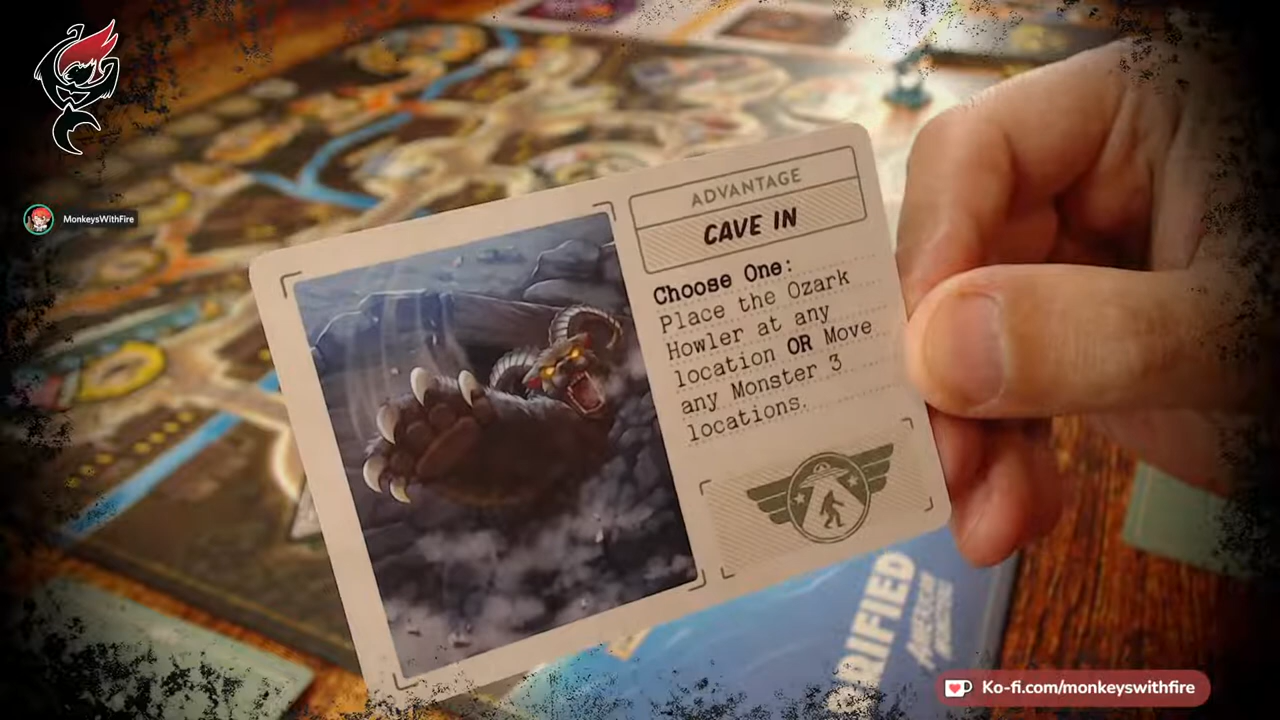 MonkeysWithFire
ADVANTAGE
CAVE IN
Choose One:
Place the Ozark
Howler at any
location OR Move
any Monster 3
locations.
RIFIED
Ko-fi.com/monkeyswithfire